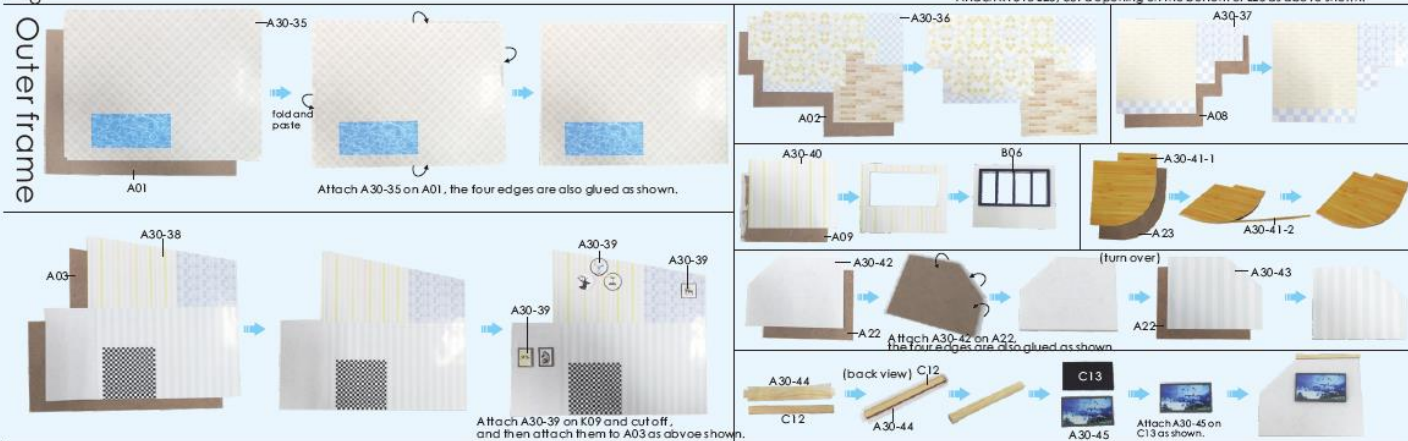 Outer frame
A30-35
fold and
paste
A01
Attach A30-35 on A01, the four edges are also glued as shown.
A30-36
A02
A30-37
A08
A30-40
A09
B06
A30-41-1
A23
A30-41-2
A30-38
A03
A30-39
A30-39
A30-39
Attach A30-39 on K09 and cut off,
and then attach them to A03 as abvoe shown.
A30-42
A22
Attach A30-42 on A22,
the four edges are also glued as shown.
(turn over)
A30-43
A22
A30-44
C12
(back view)
C12
A30-44
C13
A30-45
Attach A30-45 on
C13 as shown.